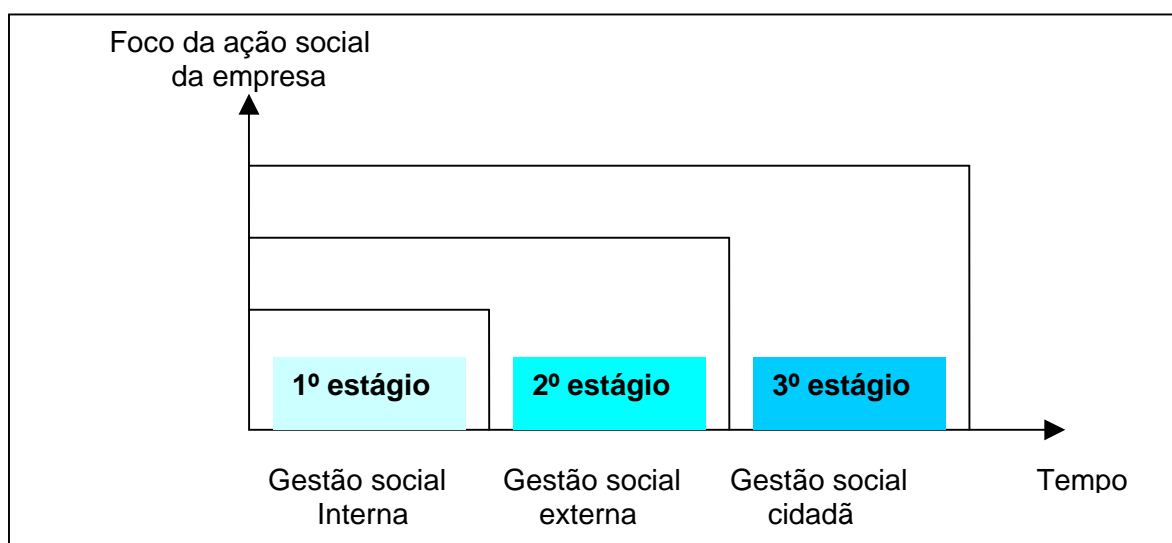 Foco da ação social
da empresa
1º estágio
2º estágio
3º estágio
Gestão social
Interna
Gestão social
externa
Gestão social
cidadã
Tempo